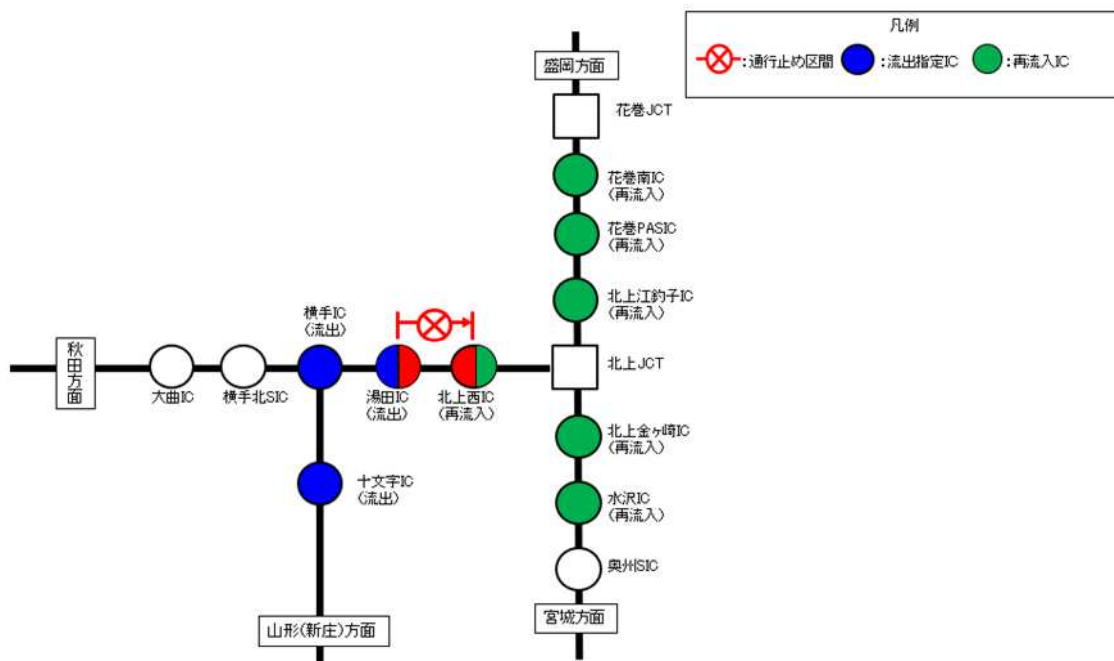 凡例
:通行止め区間
:流出指定IC
:再流入IC
盛岡方面
花巻JCT
花巻南IC
(再流入)
花巻PASIC
(再流入)
北上江釣子IC
(再流入)
横手IC
(流出)
秋田方面
大曲IC
横手北SIC
湯田IC
(流出)
北上西IC
(再流入)
北上JCT
北上金ヶ崎IC
(再流入)
十文字IC
(流出)
水沢IC
(再流入)
奥州SIC
山形(新庄)方面
宮城方面